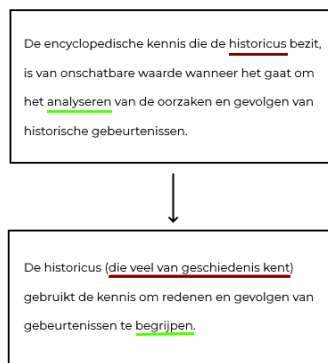 De encyclopedische kennis die de historicus bezit,
is van onschatbare waarde wanneer het gaat om
het analyseren van de oorzaken en gevolgen van
historische gebeurtenissen.
De historicus (die veel van geschiedenis kent)
gebruikt de kennis om redenen en gevolgen van
gebeurtenissen te begrijpen.